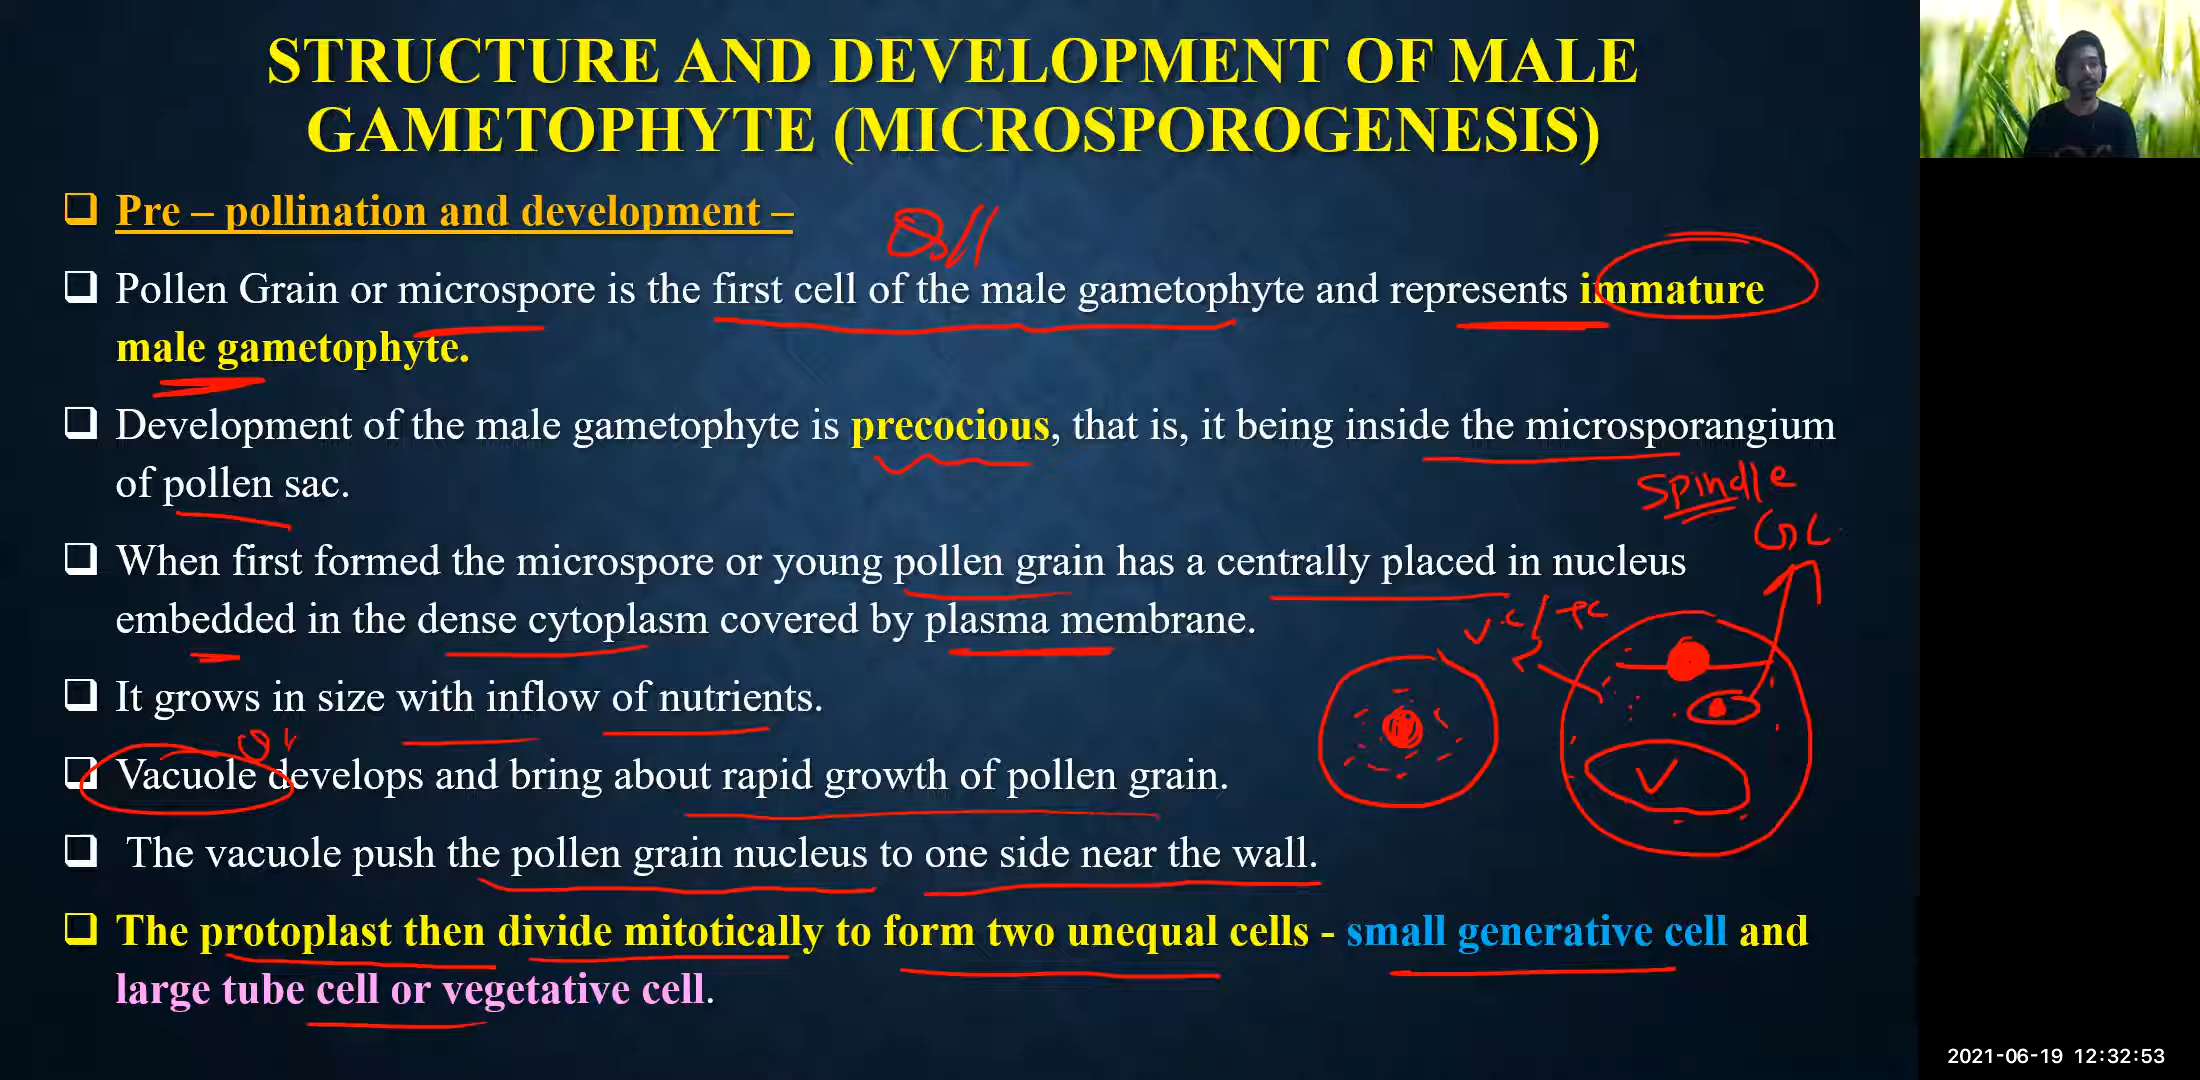 STRUCTURE AND DEVELOPMENT OF MALE
GAMETOPHYTE (MICROSPOROGENESIS)
Pre – pollination and development –
Pollen Grain or microspore is the first cell of the male gametophyte and represents immature
male gametophyte.
Development of the male gametophyte is precocious, that is, it being inside the microsporangium
of pollen sac.
Spindle
GC
When first formed the microspore or young pollen grain has a centrally placed in nucleus
embedded in the dense cytoplasm covered by plasma membrane.
V.C/TC
It grows in size with inflow of nutrients.
Vacuole develops and bring about rapid growth of pollen grain.
V
The vacuole push the pollen grain nucleus to one side near the wall.
The protoplast then divide mitotically to form two unequal cells - small generative cell and
large tube cell or vegetative cell.
2021-06-19 12:32:53